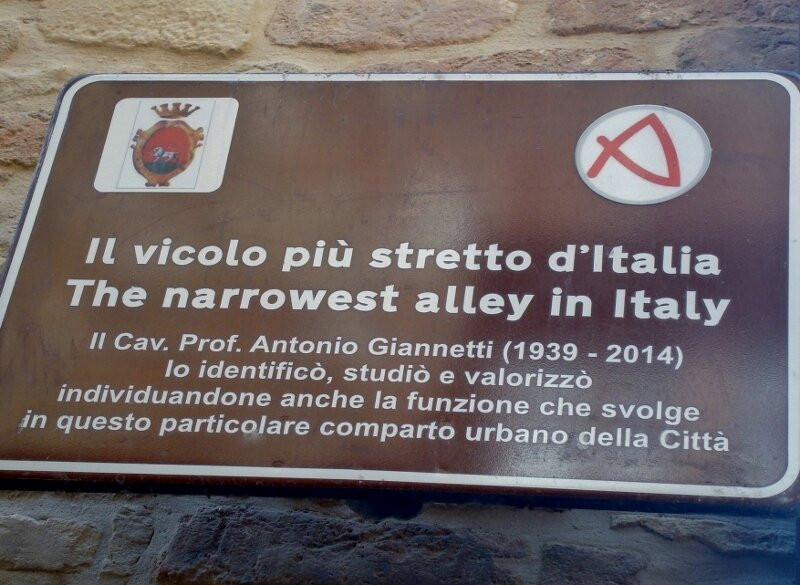 Il vicolo più stretto d'Italia
The narrowest alley in Italy
Il Cav. Prof. Antonio Giannetti (1939 - 2014)
lo identificò, studiò e valorizzò
individuandone anche la funzione che svolge
in questo particolare comparto urbano della Città